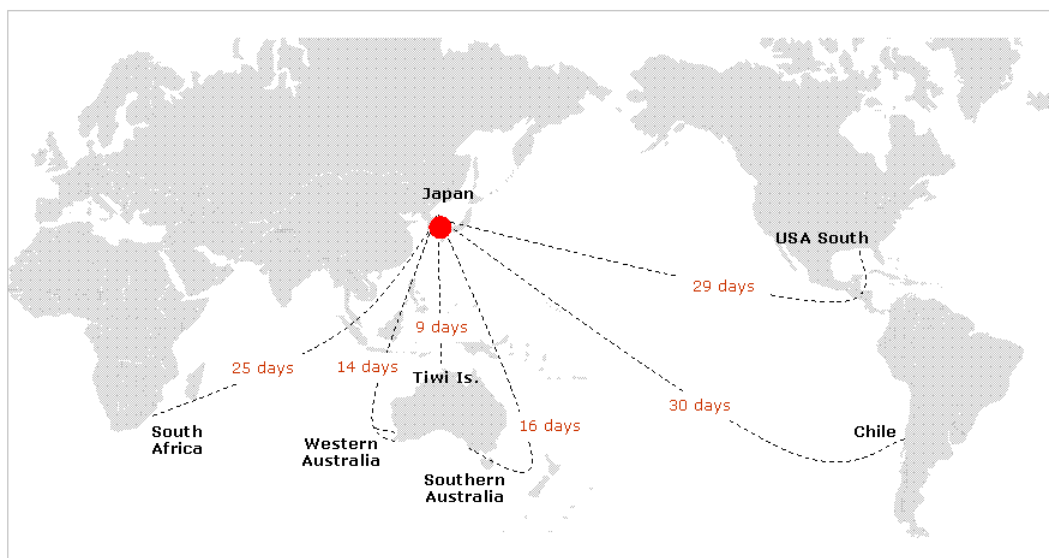 Japan
USA South
29 days
9 days
25 days
14 days
Tiwi Is.
30 days
16 days
South
Africa
Western
Australia
Chile
Southern
Australia